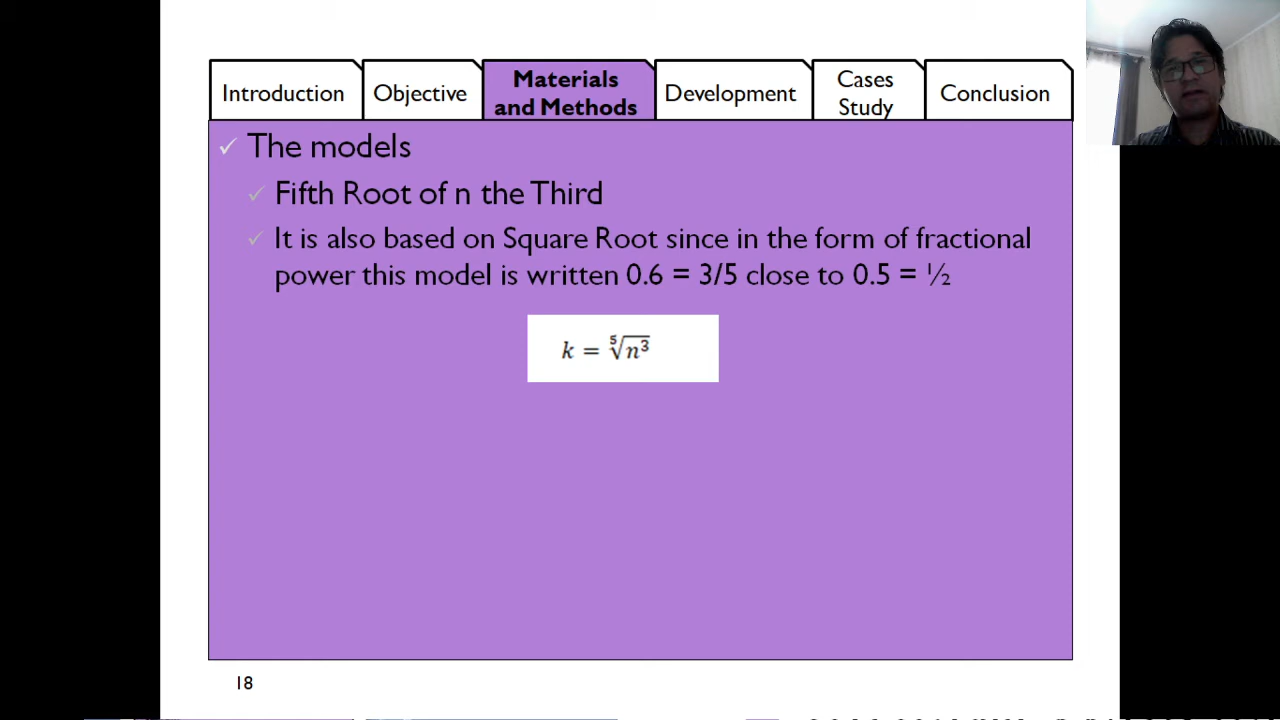 Introduction
Objective
Materials
and Methods
Development
Cases
Study
Conclusion
The models
Fifth Root of n the Third
It is also based on Square Root since in the form of fractional
power this model is written 0.6 = 3/5 close to 0.5 = ½
k = ⁵√n³
18